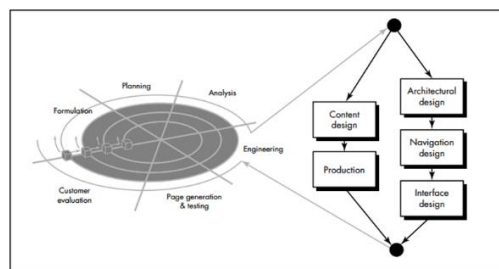 Planning
Analysis
Formulation
Engineering
Customer
evaluation
Page generation
& testing
Content
design
Production
Architectural
design
Navigation
design
Interface
design